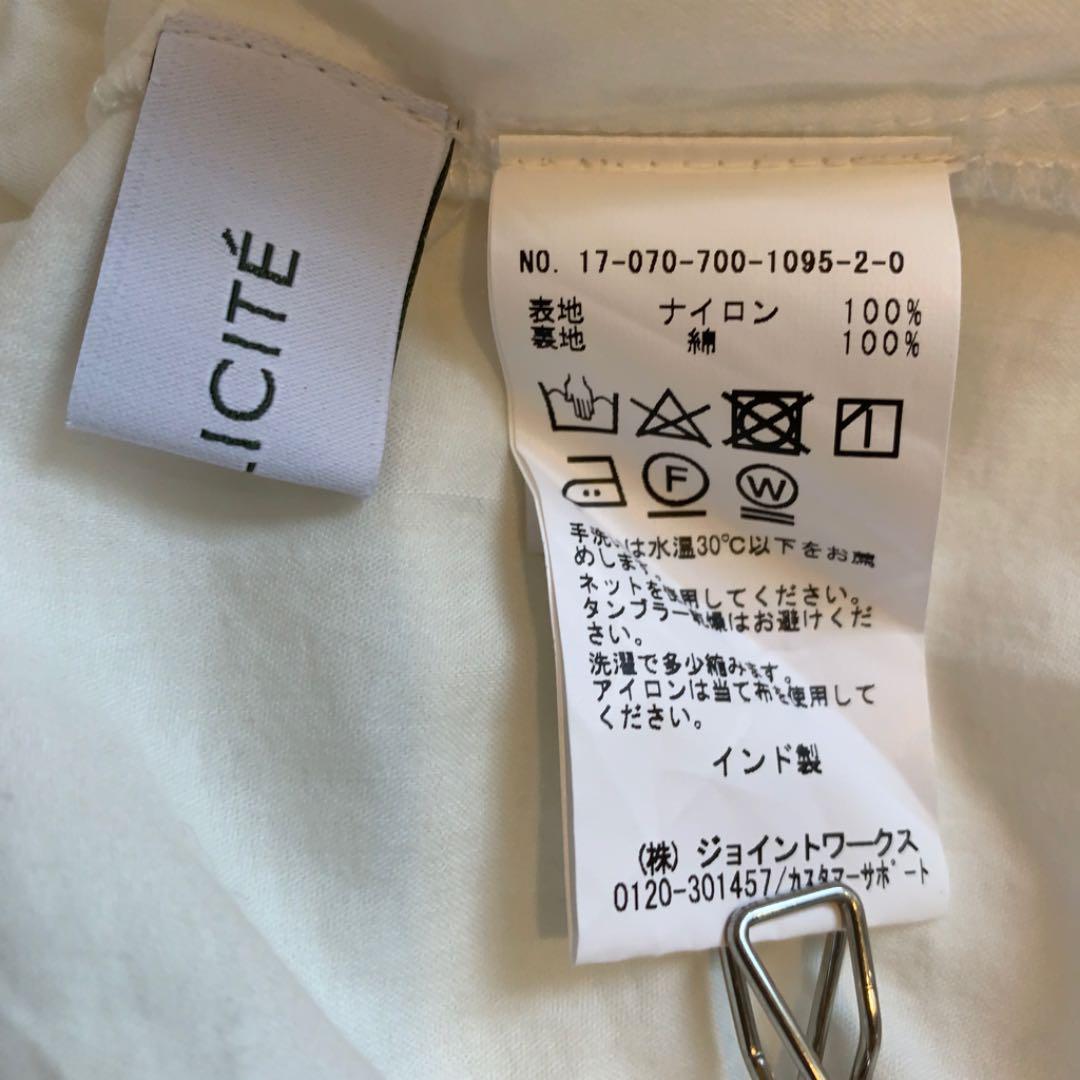 NO. 17-070-700-1095-2-0
表地 ナイロン 100%
裏地 綿 100%
F
W
手洗いは水温30℃以下をお薦
めします。
ネットを使用してください。
タンブラー乾燥はお避けくだ
さい。
洗濯で多少縮みます。
アイロンは当て布を使用して
ください。
インド製
(株) ジョイントワークス
0120-301457/カスタマーサポート